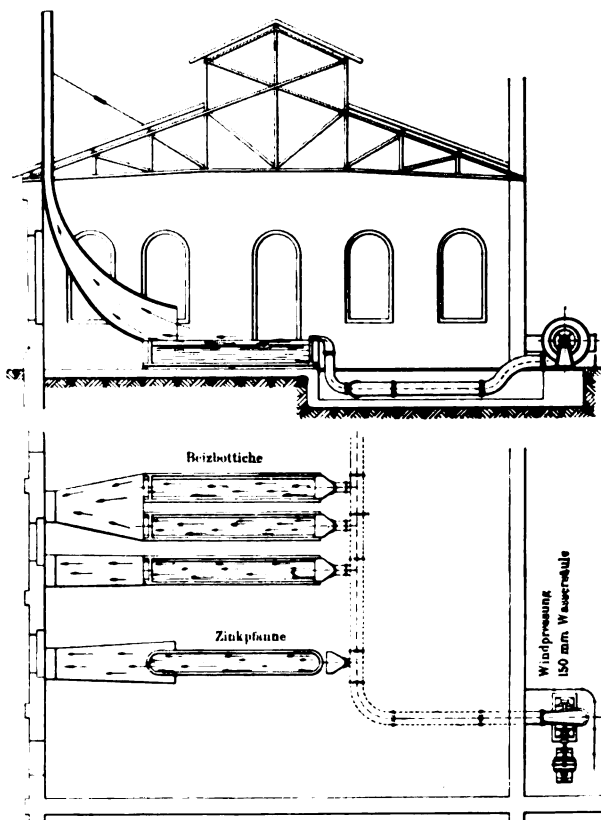 Beizbottiche
Zinkpfanne
Windpressung
150 mm Wassersäule